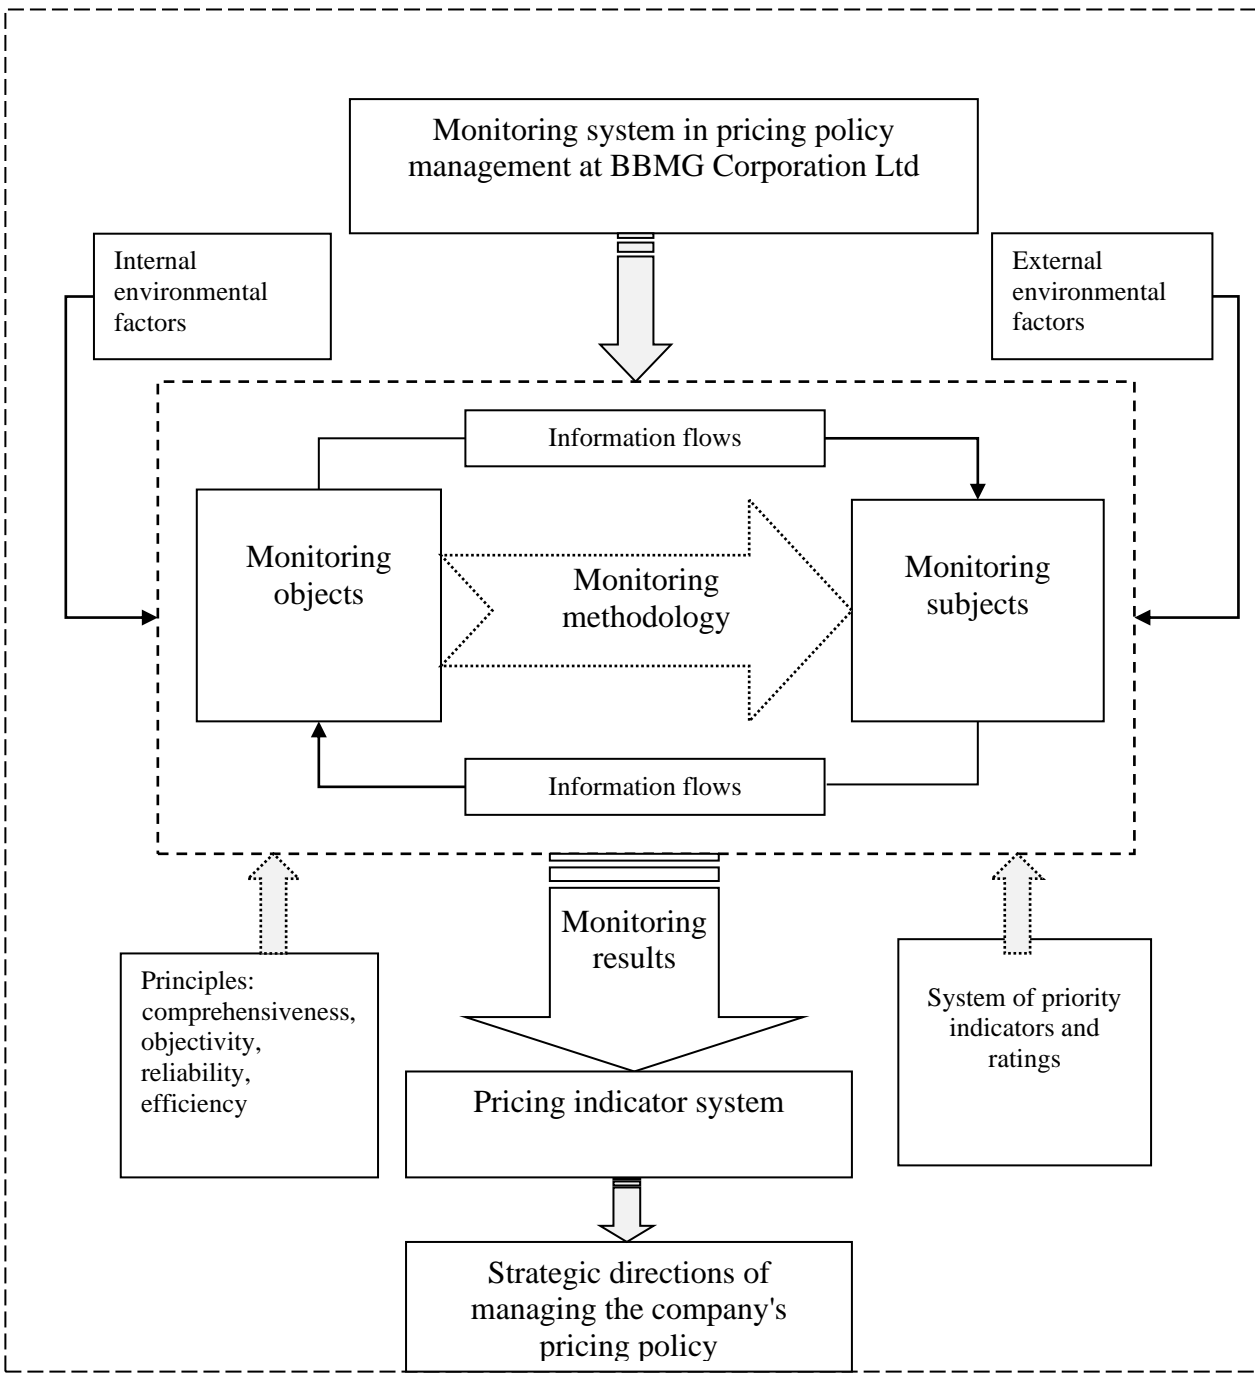 Monitoring system in pricing policy
management at BBMG Corporation Ltd
Internal
environmental
factors
External
environmental
factors
Information flows
Monitoring
objects
Monitoring
methodology
Monitoring
subjects
Information flows
Monitoring
results
Principles:
comprehensiveness,
objectivity,
reliability,
efficiency
System of priority
indicators and
ratings
Pricing indicator system
Strategic directions of
managing the company's
pricing policy